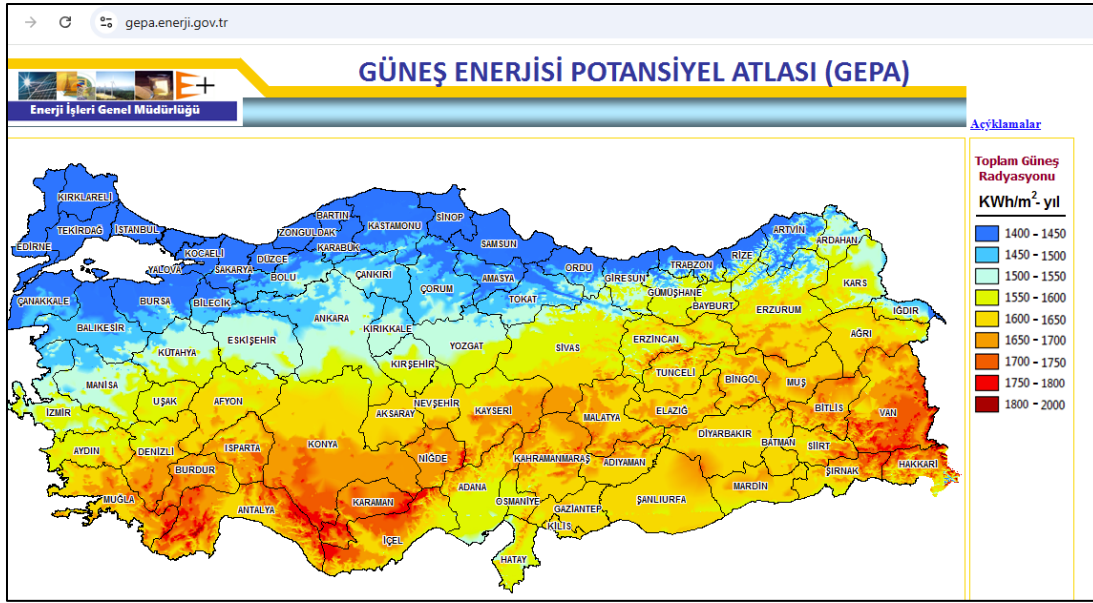 gepa.enerji.gov.tr
GÜNEŞ ENERJİSİ POTANSİYEL ATLASI (GEPA)
E+
Enerji İşleri Genel Müdürlüğü
Açýklamalar
Toplam Güneş
Radyasyonu
KWh/m²- yıl
1400 - 1450
1450 - 1500
1500 - 1550
1550 - 1600
1600 - 1650
1650 - 1700
1700 - 1750
1750 - 1800
1800 - 2000
KIRKLARELİ
TEKİRDAĞ
İSTANBUL
EDİRNE
KOCAELİ
YALOVA
SAKARYA
DÜZCE
BOLU
ZONGULDAK
BARTIN
KARABÜK
KASTAMONU
SİNOP
SAMSUN
ÇANKIRI
ÇORUM
AMASYA
TOKAT
ORDU
GİRESUN
TRABZON
RİZE
ARTVİN
ARDAHAN
KARS
GÜMÜŞHANE
BAYBURT
ERZURUM
IĞDIR
AĞRI
ÇANAKKALE
BURSA
BİLECİK
BALIKESİR
ESKİŞEHİR
ANKARA
KIRIKKALE
KÜTAHYA
YOZGAT
SİVAS
ERZİNCAN
KIRŞEHİR
TUNCELİ
BİNGÖL
MUŞ
MANİSA
İZMİR
UŞAK
AFYON
AKSARAY
NEVŞEHİR
KAYSERİ
MALATYA
ELAZIĞ
BİTLİS
VAN
AYDIN
DENİZLİ
ISPARTA
BURDUR
KONYA
NİĞDE
KAHRAMANMARAŞ
ADIYAMAN
DİYARBAKIR
BATMAN
SİİRT
ŞIRNAK
HAKKARİ
MUĞLA
ANTALYA
KARAMAN
İÇEL
ADANA
OSMANİYE
GAZİANTEP
KİLİS
HATAY
ŞANLIURFA
MARDİN